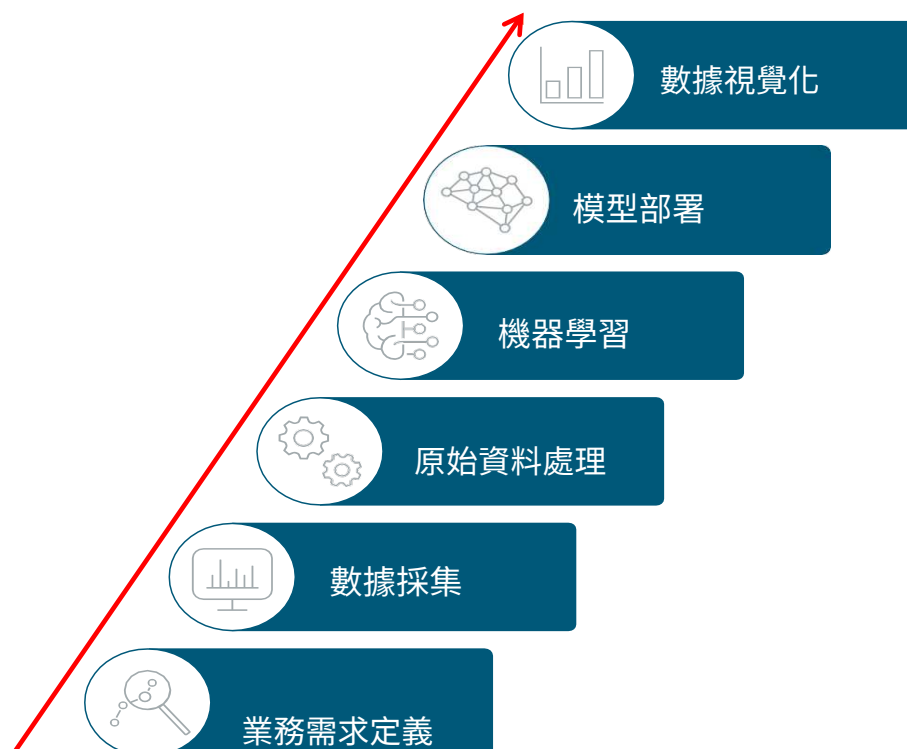 數據視覺化
模型部署
機器學習
原始資料處理
數據採集
業務需求定義